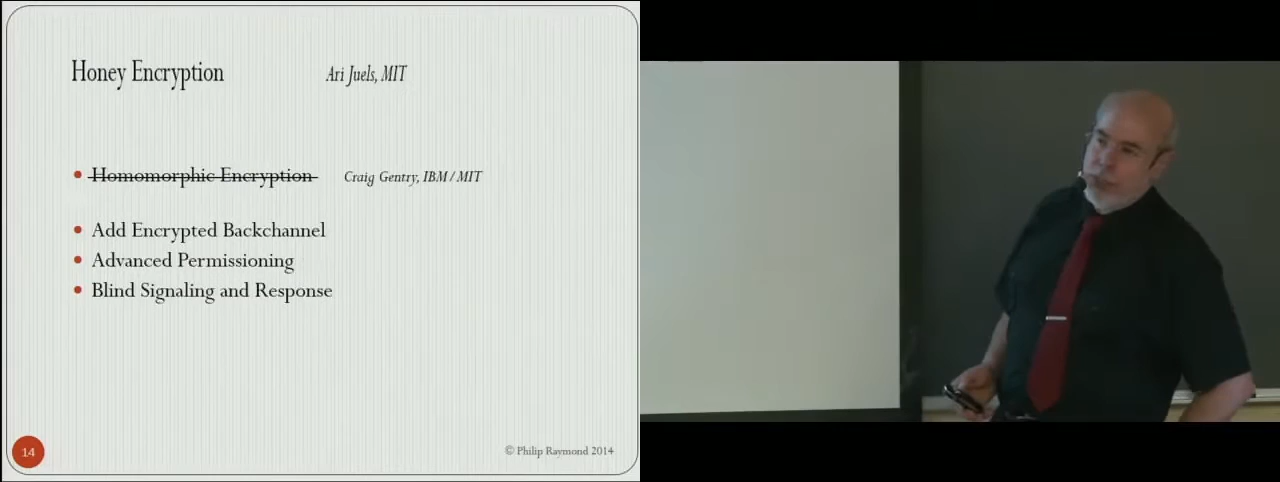 Honey Encryption Ari Juels, MIT
Homomorphic Encryption Craig Gentry, IBM / MIT
Add Encrypted Backchannel
Advanced Permissioning
Blind Signaling and Response
14 © Philip Raymond 2014